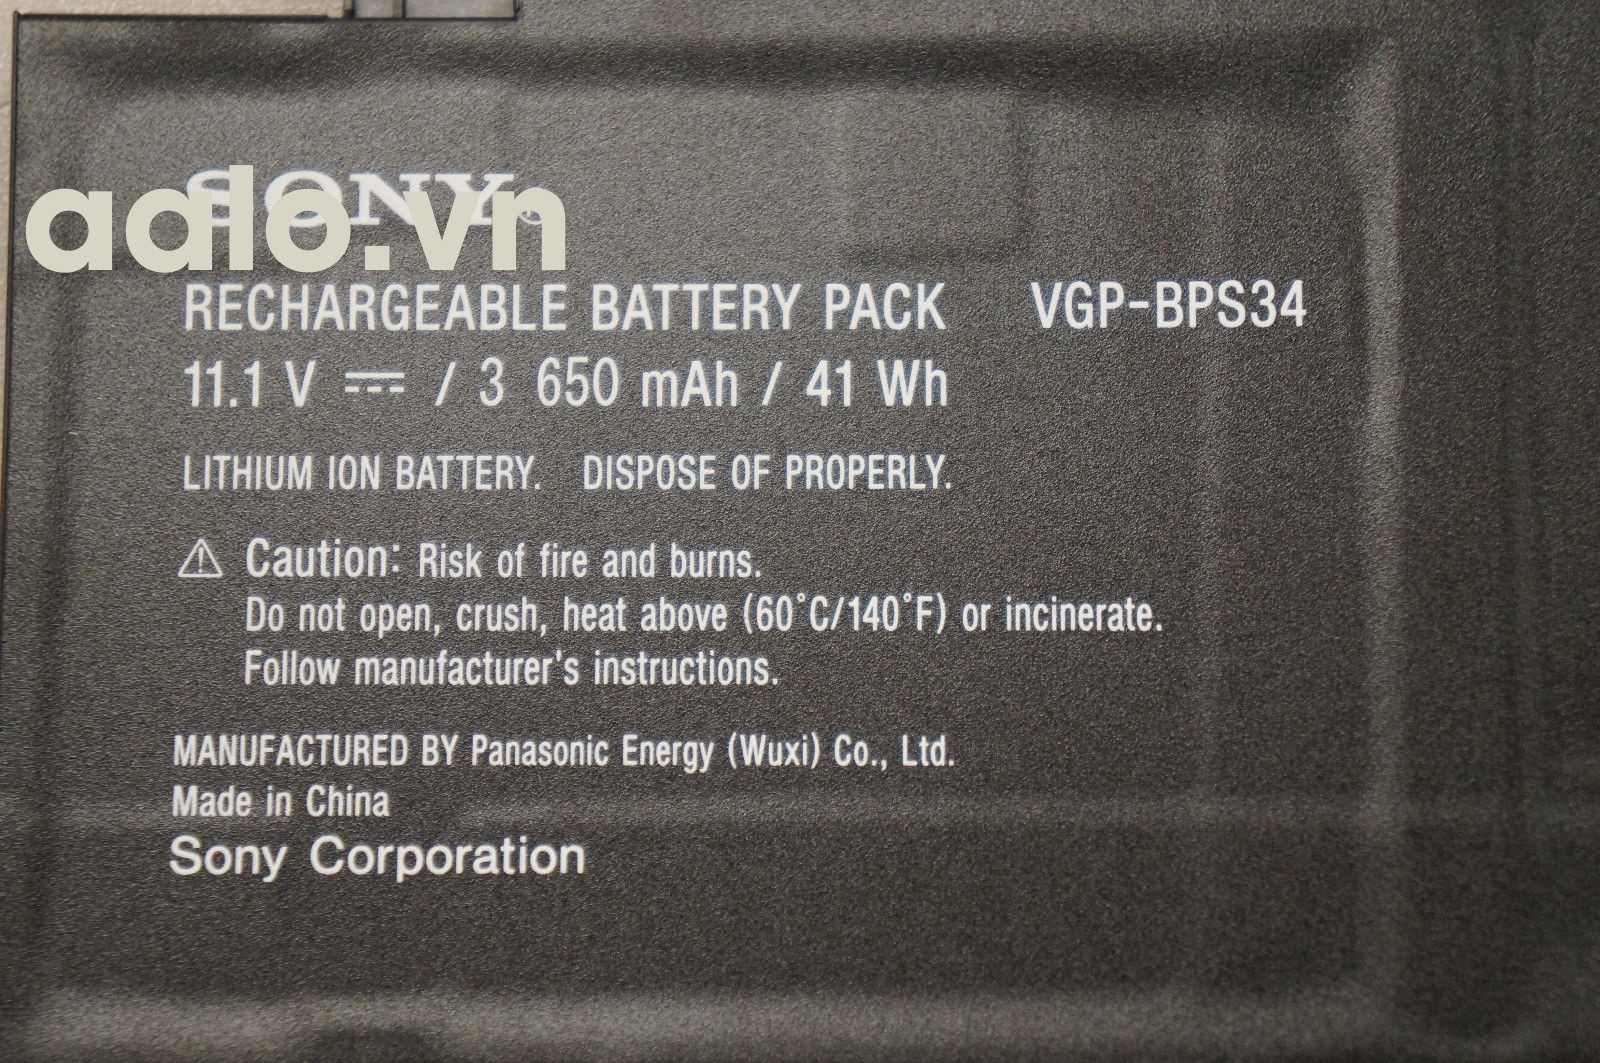 SONY®
aalo.vn
RECHARGEABLE BATTERY PACK VGP-BPS34
11.1 V ⎓ / 3 650 mAh / 41 Wh
LITHIUM ION BATTERY. DISPOSE OF PROPERLY.
⚠ Caution: Risk of fire and burns.
Do not open, crush, heat above (60°C/140°F) or incinerate.
Follow manufacturer's instructions.
MANUFACTURED BY Panasonic Energy (Wuxi) Co., Ltd.
Made in China
Sony Corporation